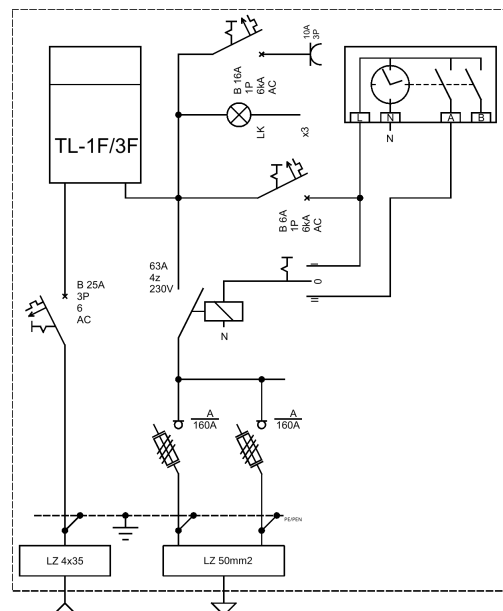 10A
3P
B 16A
1P
6kA
AC
TL-1F/3F
LK
x3
L
N
A
B
N
B 6A
1P
6kA
AC
63A
4z
230V
I
0
II
B 25A
3P
6
AC
N
A
160A
A
160A
PE/PEN
LZ 4x35
LZ 50mm2